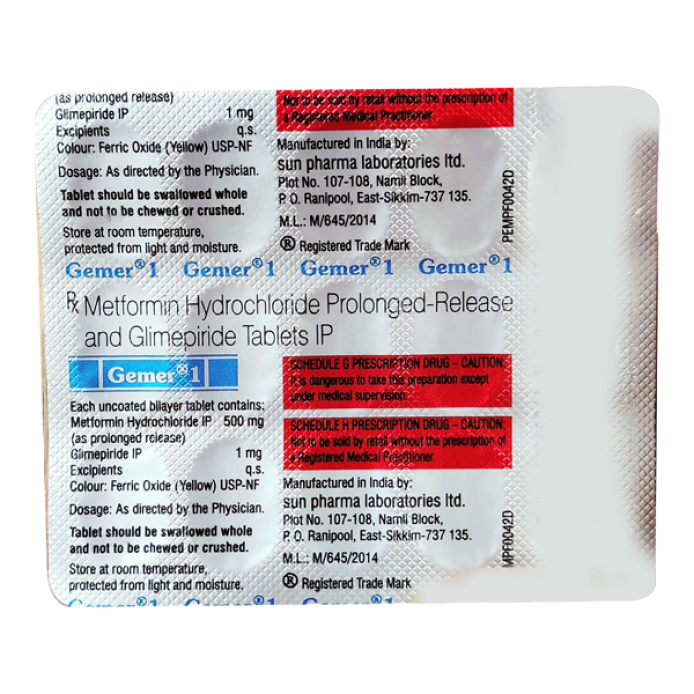 (as prolonged release)
Glimepiride IP 1 mg
Excipients q.s.
Colour: Ferric Oxide (Yellow) USP-NF
Dosage: As directed by the Physician.
Tablet should be swallowed whole
and not to be chewed or crushed.
Store at room temperature,
protected from light and moisture.
Not to be sold by retail without the prescription of
a Registered Medical Practitioner.
Manufactured in India by:
sun pharma laboratories ltd.
Plot No. 107-108, Namli Block,
P. O. Ranipool, East-Sikkim-737 135.
M.L.: M/645/2014
® Registered Trade Mark
PEMPF0042D
Gemer®1 Gemer®1 Gemer®1 Gemer®1
Rx Metformin Hydrochloride Prolonged-Release
and Glimepiride Tablets IP
Gemer®1
Each uncoated bilayer tablet contains:
Metformin Hydrochloride IP 500 mg
(as prolonged release)
Glimepiride IP 1 mg
Excipients q.s.
Colour: Ferric Oxide (Yellow) USP-NF
Dosage: As directed by the Physician.
Tablet should be swallowed whole
and not to be chewed or crushed.
Store at room temperature,
protected from light and moisture.
SCHEDULE G PRESCRIPTION DRUG – CAUTION:
It is dangerous to take this preparation except
under medical supervision.
SCHEDULE H PRESCRIPTION DRUG – CAUTION:
Not to be sold by retail without the prescription of
a Registered Medical Practitioner.
Manufactured in India by:
sun pharma laboratories ltd.
Plot No. 107-108, Namli Block,
P. O. Ranipool, East-Sikkim-737 135.
M.L.: M/645/2014
® Registered Trade Mark
MPF0042D
Gemer®1 Gemer®1 Gemer®1